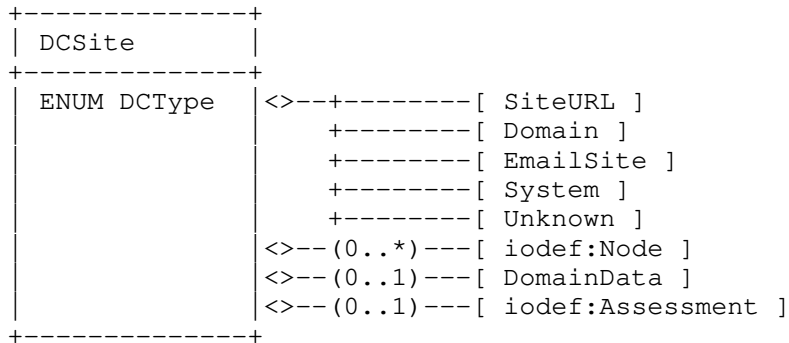 +--------------+
| DCSite       |
+--------------+
| ENUM DCType  |<>--+--------[ SiteURL ]
|              |    +--------[ Domain ]
|              |    +--------[ EmailSite ]
|              |    +--------[ System ]
|              |    +--------[ Unknown ]
|              |<>--(0..*)---[ iodef:Node ]
|              |<>--(0..1)---[ DomainData ]
|              |<>--(0..1)---[ iodef:Assessment ]
+--------------+